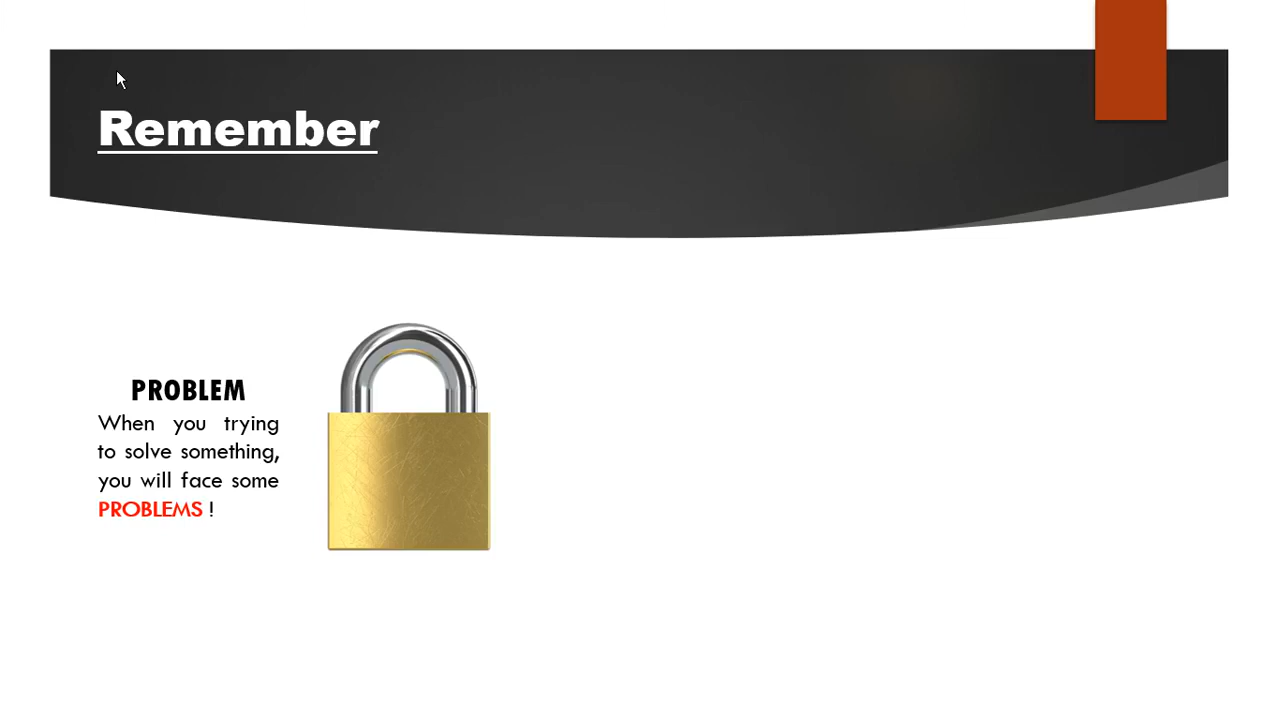 Remember
PROBLEM
When you trying
to solve something,
you will face some
PROBLEMS !